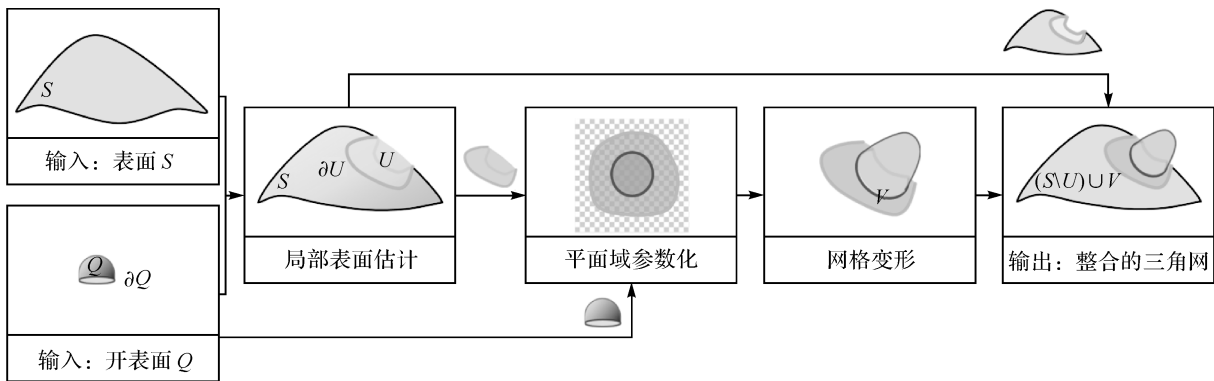 S
输入：表面 S
Q
∂Q
输入：开表面 Q
S
∂U
U
局部表面估计
平面域参数化
V
网格变形
(S\U)∪V
输出：整合的三角网